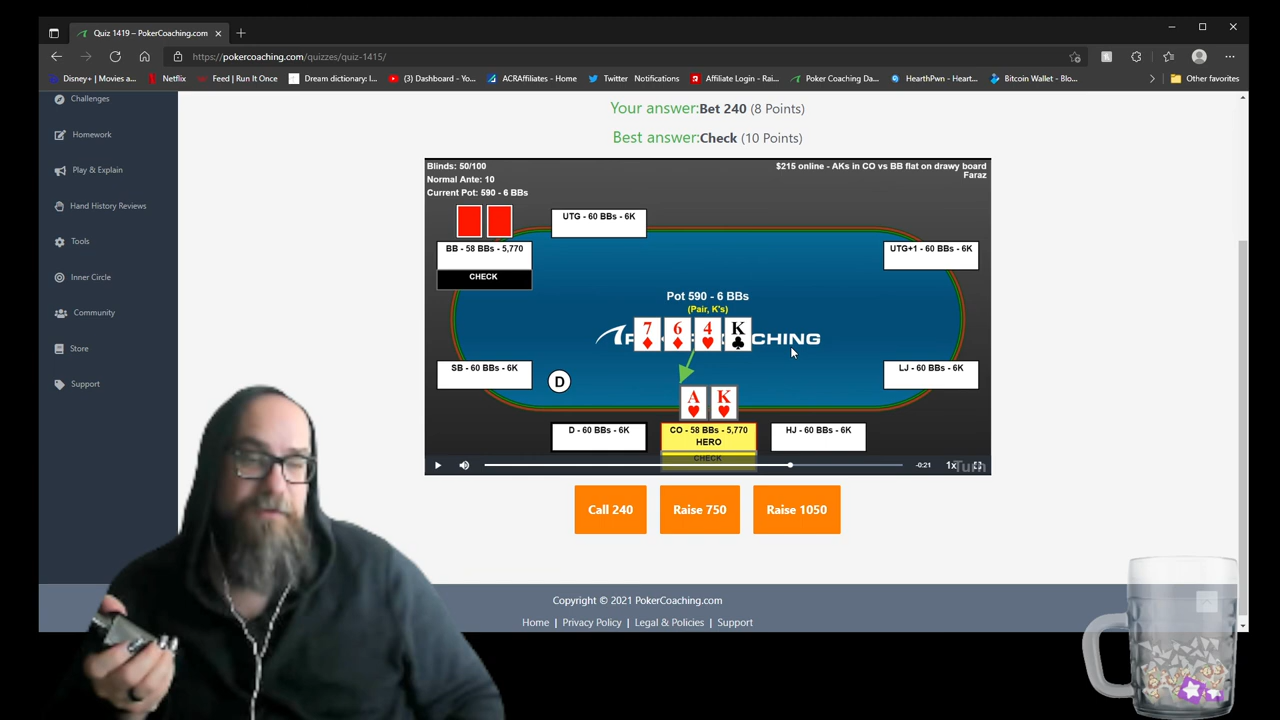 Quiz 1419 – PokerCoaching.com
https://pokercoaching.com/quizzes/quiz-1415/
Disney+ | Movies a...
Netflix
Feed | Run It Once
Dream dictionary: I...
(3) Dashboard - Yo...
ACRAffiliates - Home
Twitter
Notifications
Affiliate Login - Rai...
Poker Coaching Da...
HearthPwn - Heart...
Bitcoin Wallet - Blo...
Other favorites
Challenges
Homework
Play & Explain
Hand History Reviews
Tools
Inner Circle
Community
Store
Support
Your answer:Bet 240 (8 Points)
Best answer:Check (10 Points)
Blinds: 50/100
Normal Ante: 10
Current Pot: 590 - 6 BBs
$215 online - AKs in CO vs BB flat on drawy board
Faraz
UTG - 60 BBs - 6K
BB - 58 BBs - 5,770
CHECK
UTG+1 - 60 BBs - 6K
Pot 590 - 6 BBs
(Pair, K's)
7♦ 6♦ 4♥ K♣
CHING
SB - 60 BBs - 6K
D
LJ - 60 BBs - 6K
A♥ K♥
D - 60 BBs - 6K
CO - 58 BBs - 5,770
HERO
CHECK
HJ - 60 BBs - 6K
-0:21
1x
Turn
Call 240
Raise 750
Raise 1050
Copyright © 2021 PokerCoaching.com
Home | Privacy Policy | Legal & Policies | Support